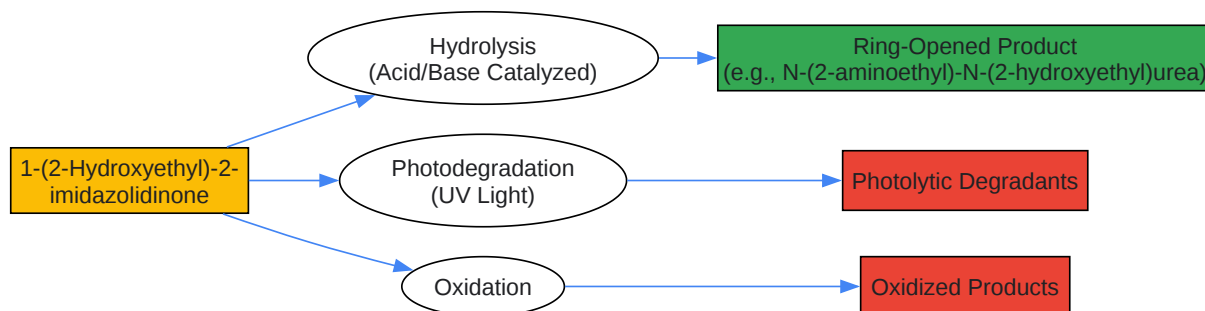 Hydrolysis
(Acid/Base Catalyzed)
Ring-Opened Product
(e.g., N-(2-aminoethyl)-N-(2-hydroxyethyl)urea)
1-(2-Hydroxyethyl)-2-
imidazolidinone
Photodegradation
(UV Light)
Photolytic Degradants
Oxidation
Oxidized Products